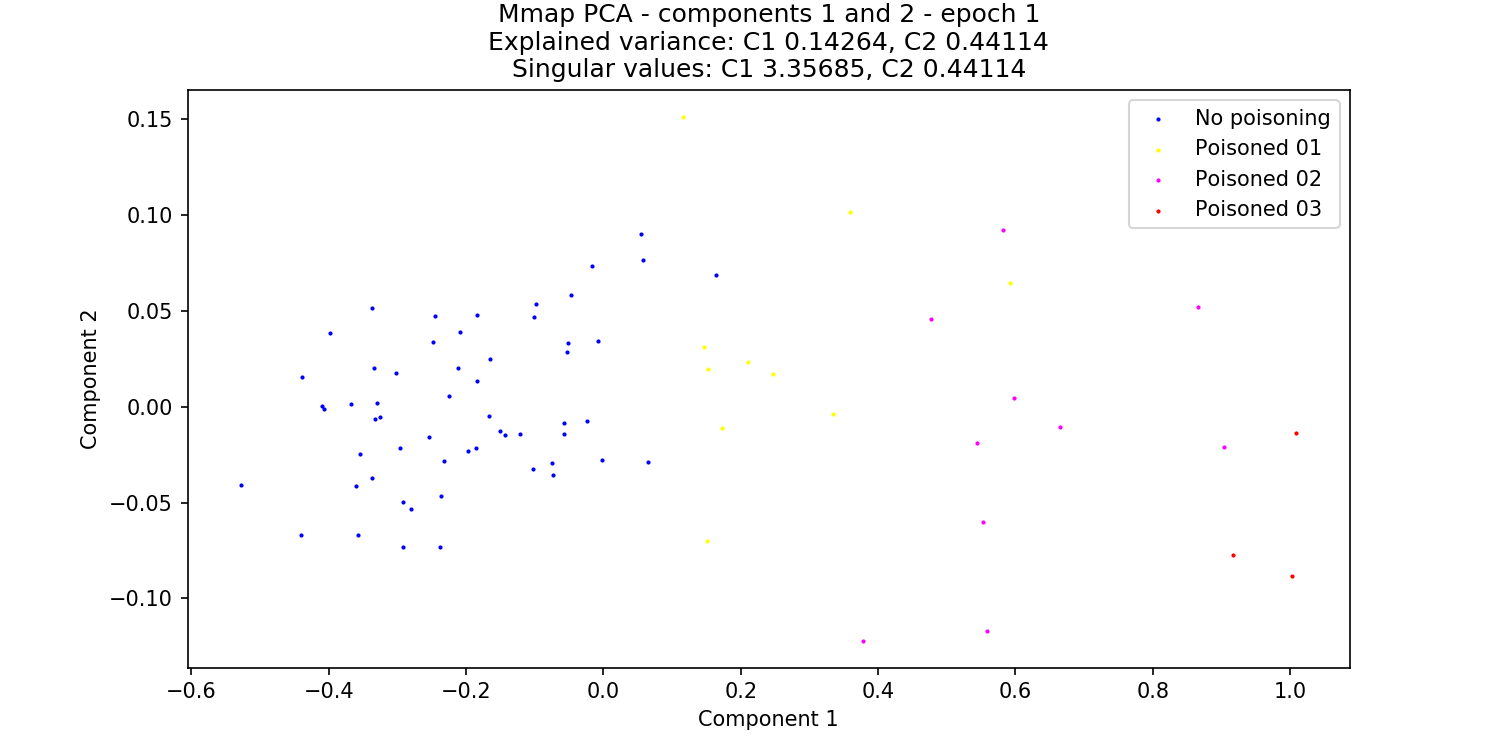 Mmap PCA - components 1 and 2 - epoch 1
Explained variance: C1 0.14264, C2 0.44114
Singular values: C1 3.35685, C2 0.44114
No poisoning
Poisoned 01
Poisoned 02
Poisoned 03
0.15
0.10
0.05
0.00
−0.05
−0.10
Component 2
−0.6
−0.4
−0.2
0.0
0.2
0.4
0.6
0.8
1.0
Component 1